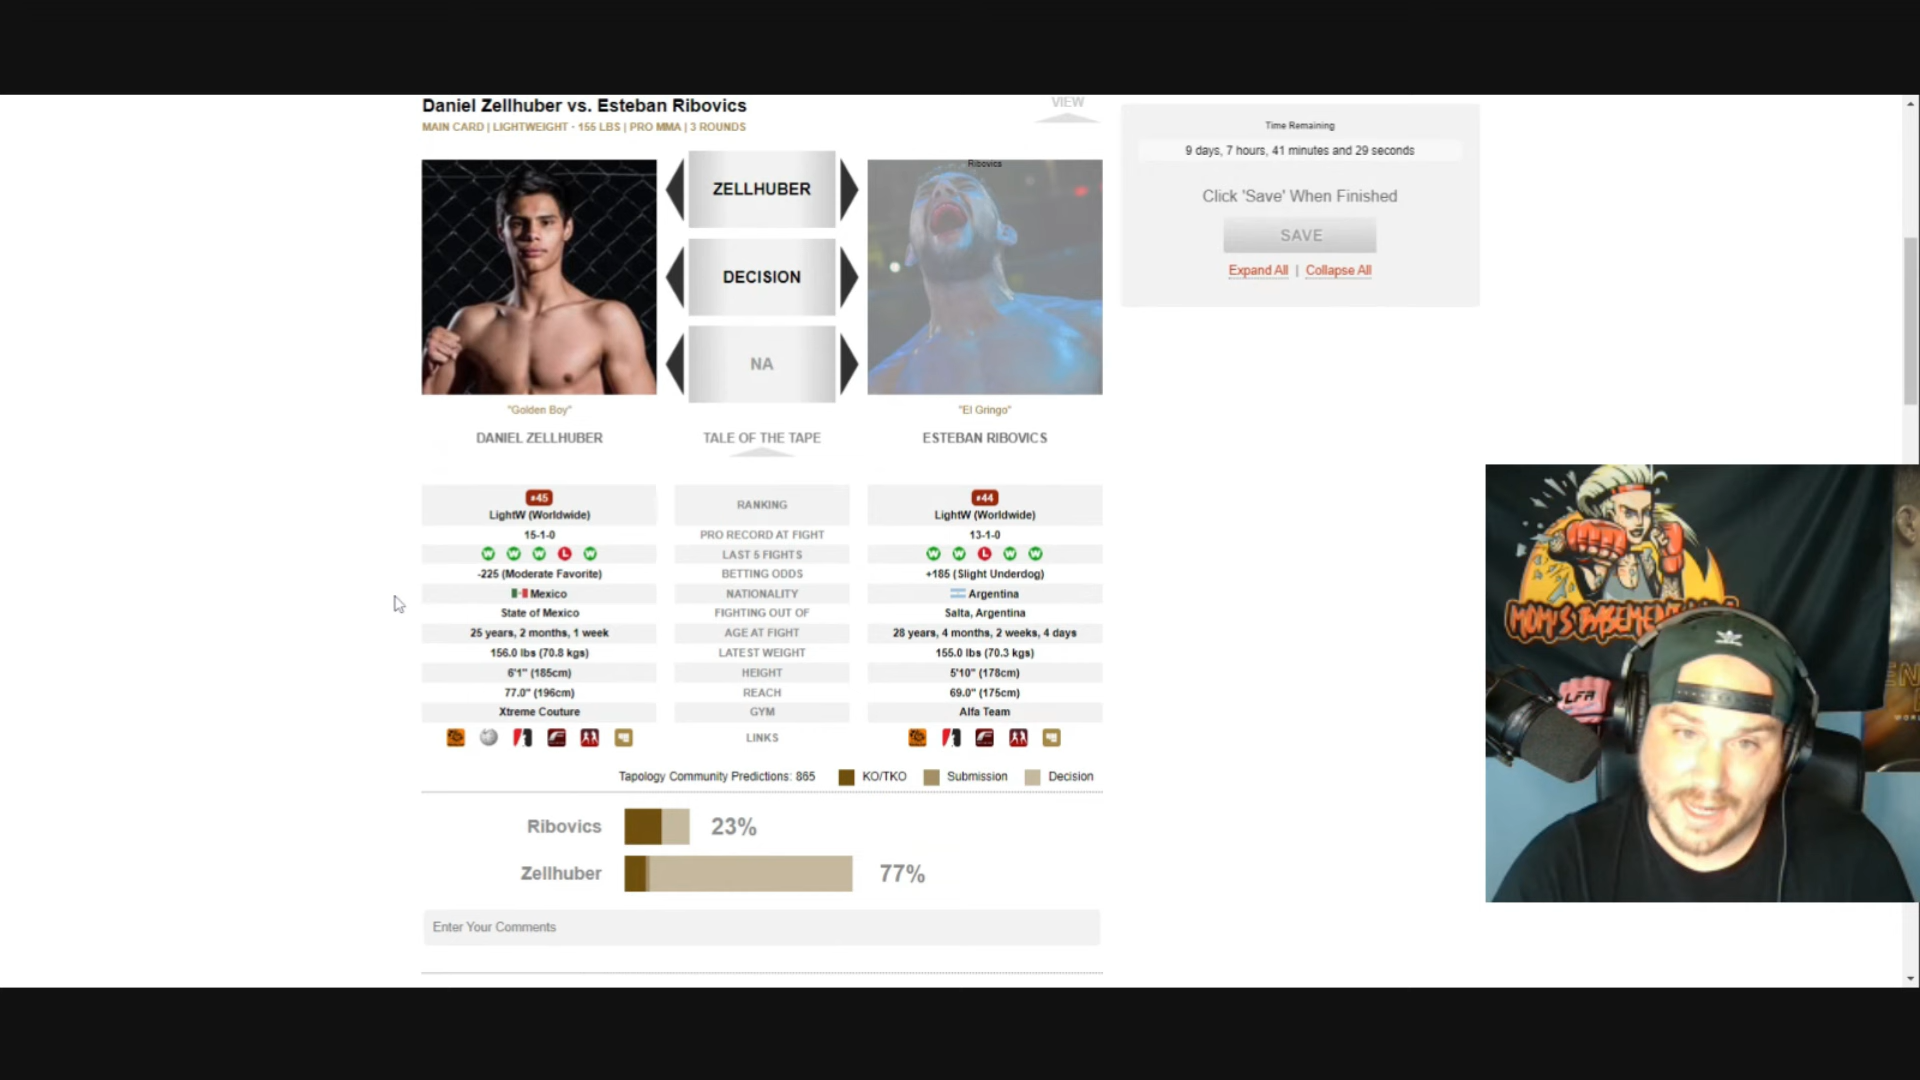 Daniel Zellhuber vs. Esteban Ribovics
VIEW
MAIN CARD | LIGHTWEIGHT - 155 LBS | PRO MMA | 3 ROUNDS
Time Remaining
9 days, 7 hours, 41 minutes and 29 seconds
Click 'Save' When Finished
SAVE
Expand All | Collapse All
Ribovics
ZELLHUBER
DECISION
NA
"Golden Boy"
"El Gringo"
DANIEL ZELLHUBER TALE OF THE TAPE ESTEBAN RIBOVICS
#45 #44
LightW (Worldwide) RANKING LightW (Worldwide)
15-1-0 PRO RECORD AT FIGHT 13-1-0
W W W L W LAST 5 FIGHTS W W L W W
-225 (Moderate Favorite) BETTING ODDS +185 (Slight Underdog)
Mexico NATIONALITY Argentina
State of Mexico FIGHTING OUT OF Salta, Argentina
25 years, 2 months, 1 week AGE AT FIGHT 28 years, 4 months, 2 weeks, 4 days
156.0 lbs (70.8 kgs) LATEST WEIGHT 155.0 lbs (70.3 kgs)
6'1" (185cm) HEIGHT 5'10" (178cm)
77.0" (196cm) REACH 69.0" (175cm)
Xtreme Couture GYM Alfa Team
LINKS
Tapology Community Predictions: 865 KO/TKO Submission Decision
Ribovics 23%
Zellhuber 77%
Enter Your Comments
MOM'S BASEMENT
LFA